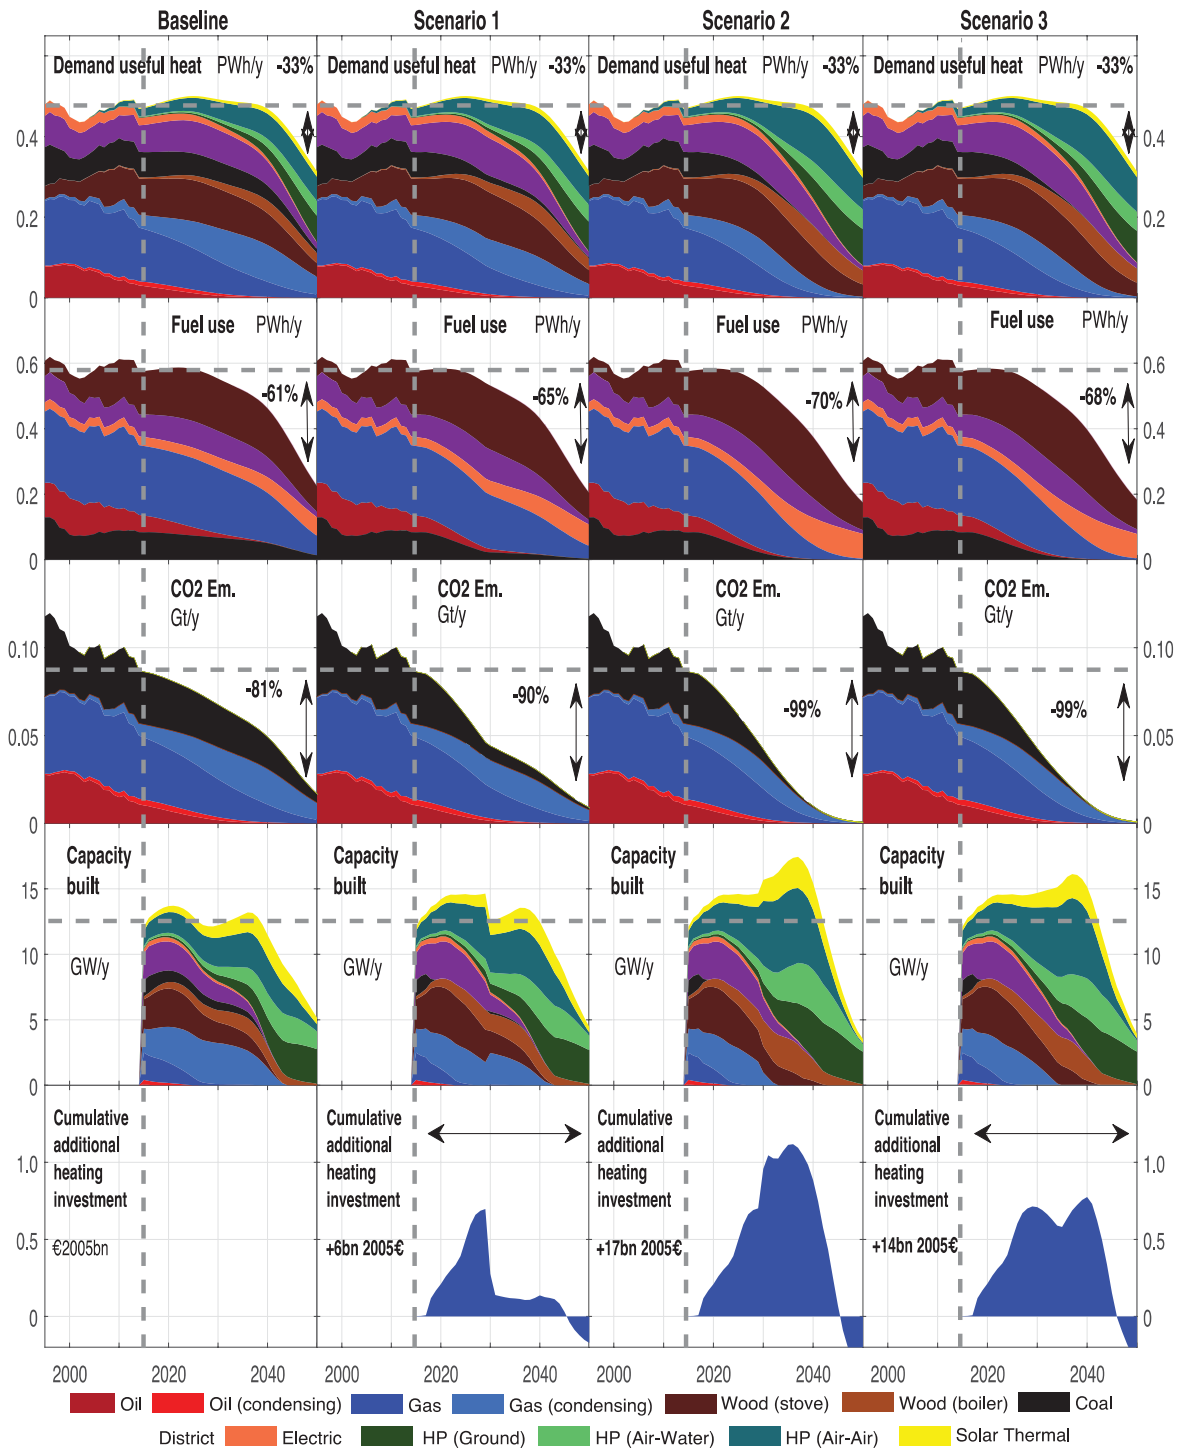 Baseline Scenario 1 Scenario 2 Scenario 3
Demand useful heat PWh/y -33% Demand useful heat PWh/y -33% Demand useful heat PWh/y -33% Demand useful heat PWh/y -33%
0.4 0.4
0.2 0.2
0 0
Fuel use PWh/y Fuel use PWh/y Fuel use PWh/y Fuel use PWh/y
0.6 0.6
-61% -65% -70% -68%
0.4 0.4
0.2 0.2
0 0
CO2 Em. CO2 Em. CO2 Em. CO2 Em.
Gt/y Gt/y Gt/y Gt/y
0.10 0.10
-81% -90% -99% -99%
0.05 0.05
0 0
Capacity Capacity Capacity Capacity
built built built built
15 15
10 10
GW/y GW/y GW/y GW/y
5 5
0 0
Cumulative Cumulative Cumulative Cumulative
additional additional additional additional
1.0 heating heating heating heating 1.0
investment investment investment investment
0.5 €2005bn +6bn 2005€ +17bn 2005€ +14bn 2005€ 0.5
0 0
2000 2020 2040 2000 2020 2040 2000 2020 2040 2000 2020 2040
Oil Oil (condensing) Gas Gas (condensing) Wood (stove) Wood (boiler) Coal
District Electric HP (Ground) HP (Air-Water) HP (Air-Air) Solar Thermal